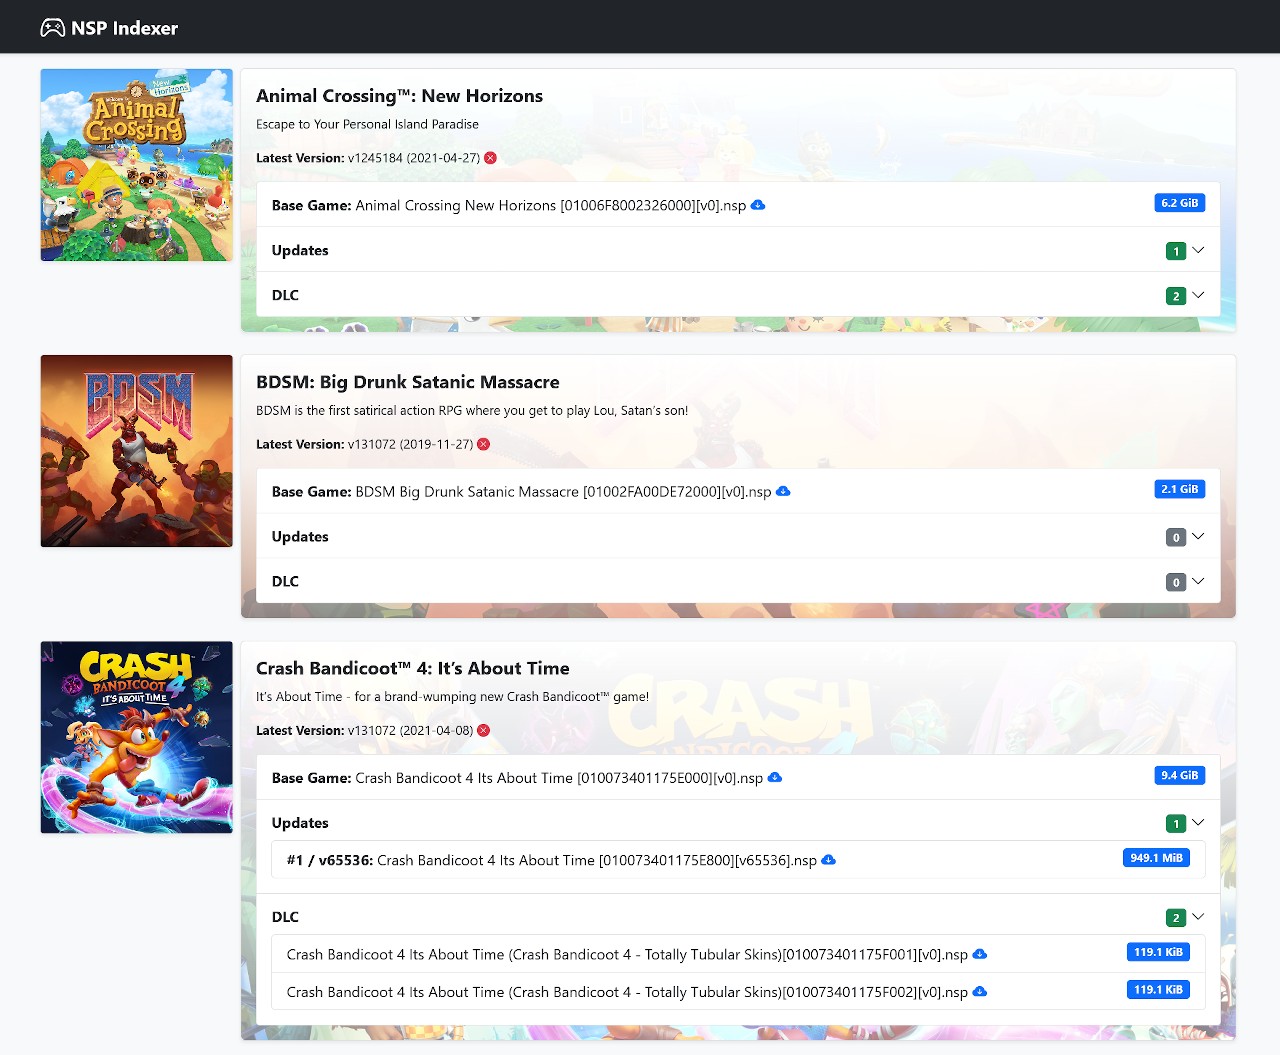 NSP Indexer
Welcome to
New Horizons
Animal Crossing
Animal Crossing™: New Horizons
Escape to Your Personal Island Paradise
Latest Version: v1245184 (2021-04-27)
Base Game: Animal Crossing New Horizons [01006F8002326000][v0].nsp
6.2 GiB
Updates
1
DLC
2
BDSM
BDSM: Big Drunk Satanic Massacre
BDSM is the first satirical action RPG where you get to play Lou, Satan's son!
Latest Version: v131072 (2019-11-27)
Base Game: BDSM Big Drunk Satanic Massacre [01002FA00DE72000][v0].nsp
2.1 GiB
Updates
0
DLC
0
CRASH
BANDICOOT 4
IT'S ABOUT TIME
Crash Bandicoot™ 4: It’s About Time
It’s About Time - for a brand-wumping new Crash Bandicoot™ game!
Latest Version: v131072 (2021-04-08)
CRASH
BANDICOOT
Base Game: Crash Bandicoot 4 Its About Time [010073401175E000][v0].nsp
9.4 GiB
Updates
1
#1 / v65536: Crash Bandicoot 4 Its About Time [010073401175E800][v65536].nsp
949.1 MiB
DLC
2
Crash Bandicoot 4 Its About Time (Crash Bandicoot 4 - Totally Tubular Skins)[010073401175F001][v0].nsp
119.1 KiB
Crash Bandicoot 4 Its About Time (Crash Bandicoot 4 - Totally Tubular Skins)[010073401175F002][v0].nsp
119.1 KiB